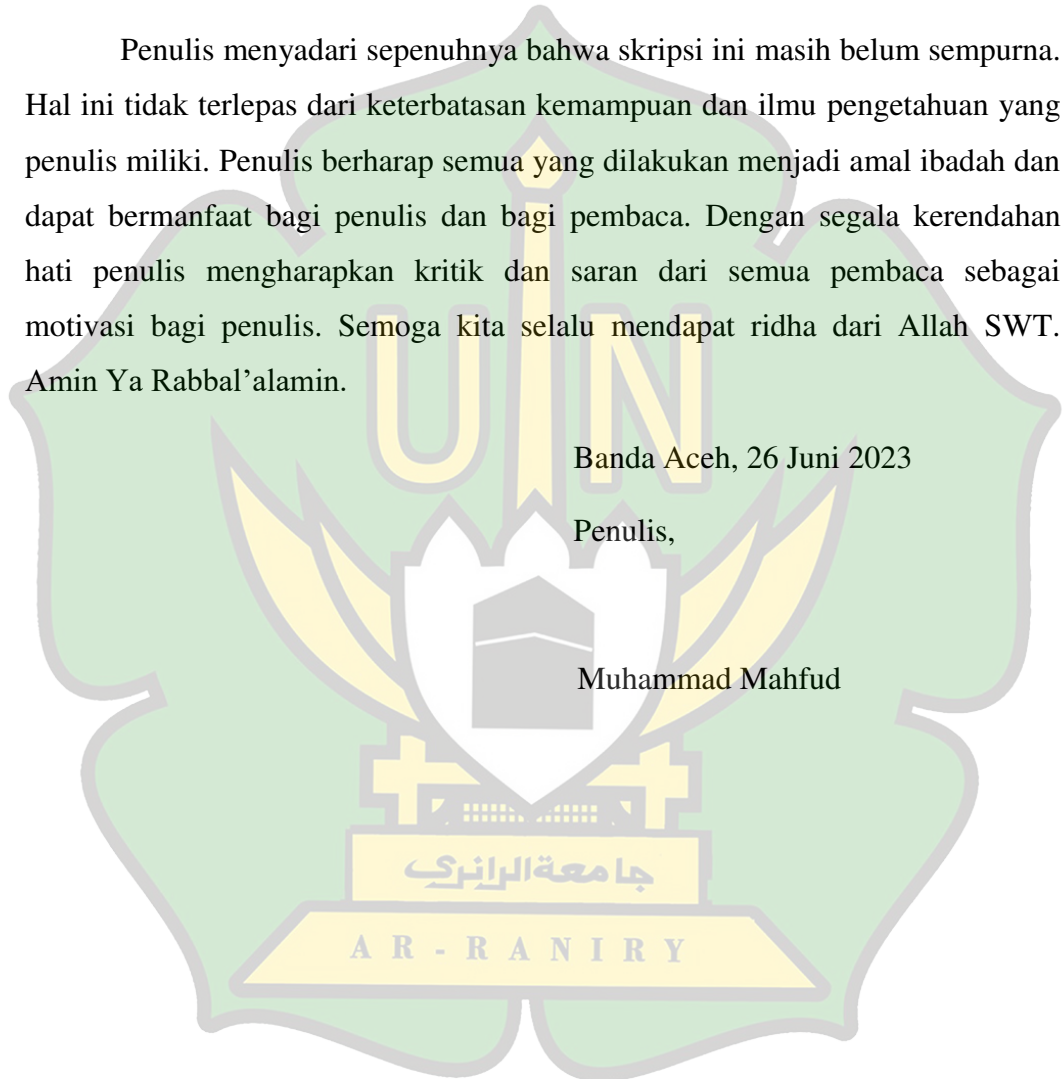 Penulis menyadari sepenuhnya bahwa skripsi ini masih belum sempurna.
Hal ini tidak terlepas dari keterbatasan kemampuan dan ilmu pengetahuan yang
penulis miliki. Penulis berharap semua yang dilakukan menjadi amal ibadah dan
dapat bermanfaat bagi penulis dan bagi pembaca. Dengan segala kerendahan
hati penulis mengharapkan kritik dan saran dari semua pembaca sebagai
motivasi bagi penulis. Semoga kita selalu mendapat ridha dari Allah SWT.
Amin Ya Rabbal’alamin.
UIN
Banda Aceh, 26 Juni 2023
Penulis,
Muhammad Mahfud
جامعةالرانري
AR-RANIRY